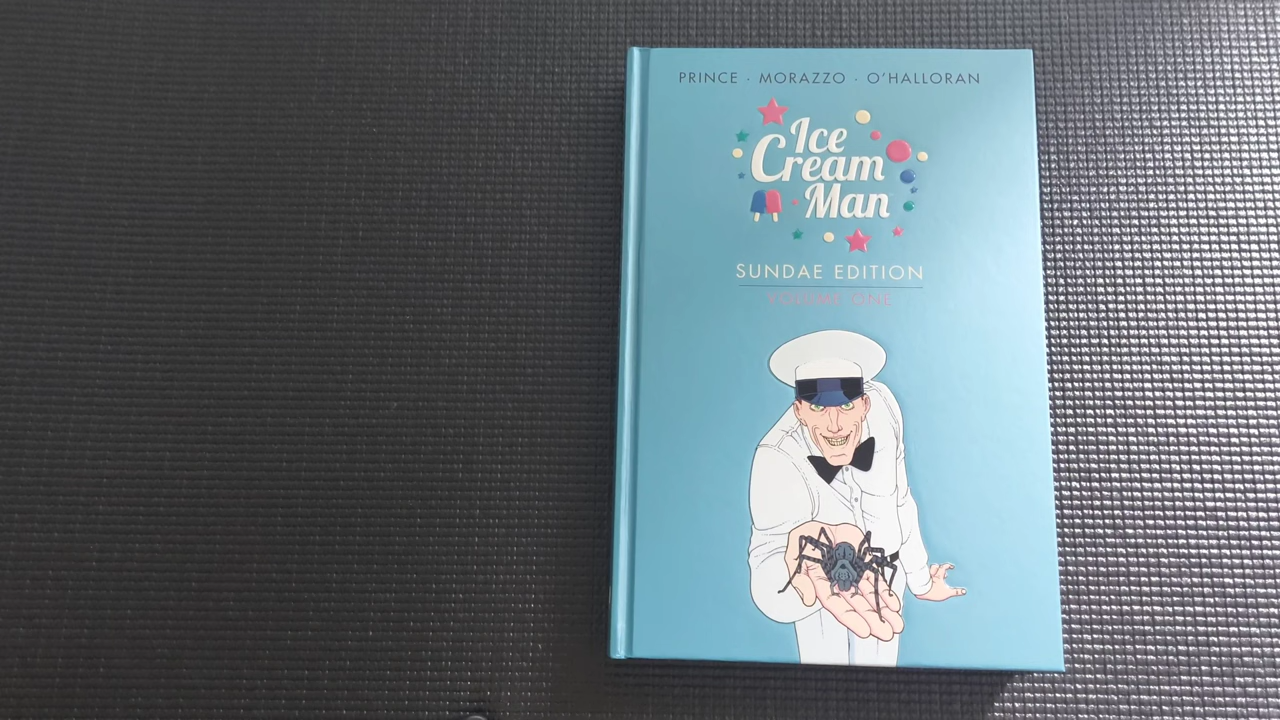 PRINCE · MORAZZO · O'HALLORAN
Ice
Cream
Man
SUNDAE EDITION
VOLUME ONE